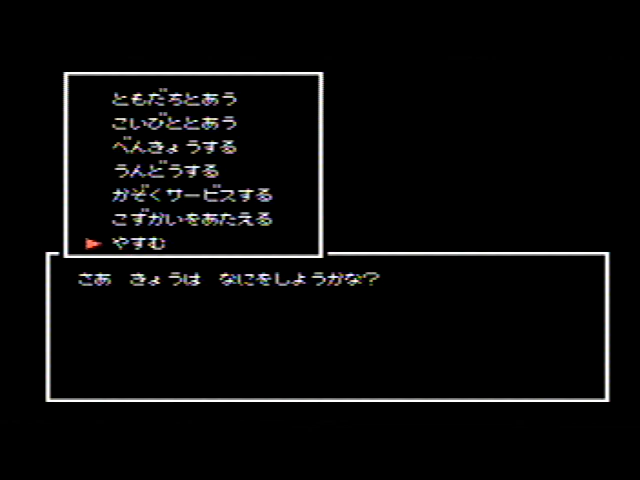 ともだちとあう
こいびととあう
べんきょうする
うんどうする
かぞくサービスする
こずかいをあたえる
やすむ
さあ きょうは なにをしようかな?